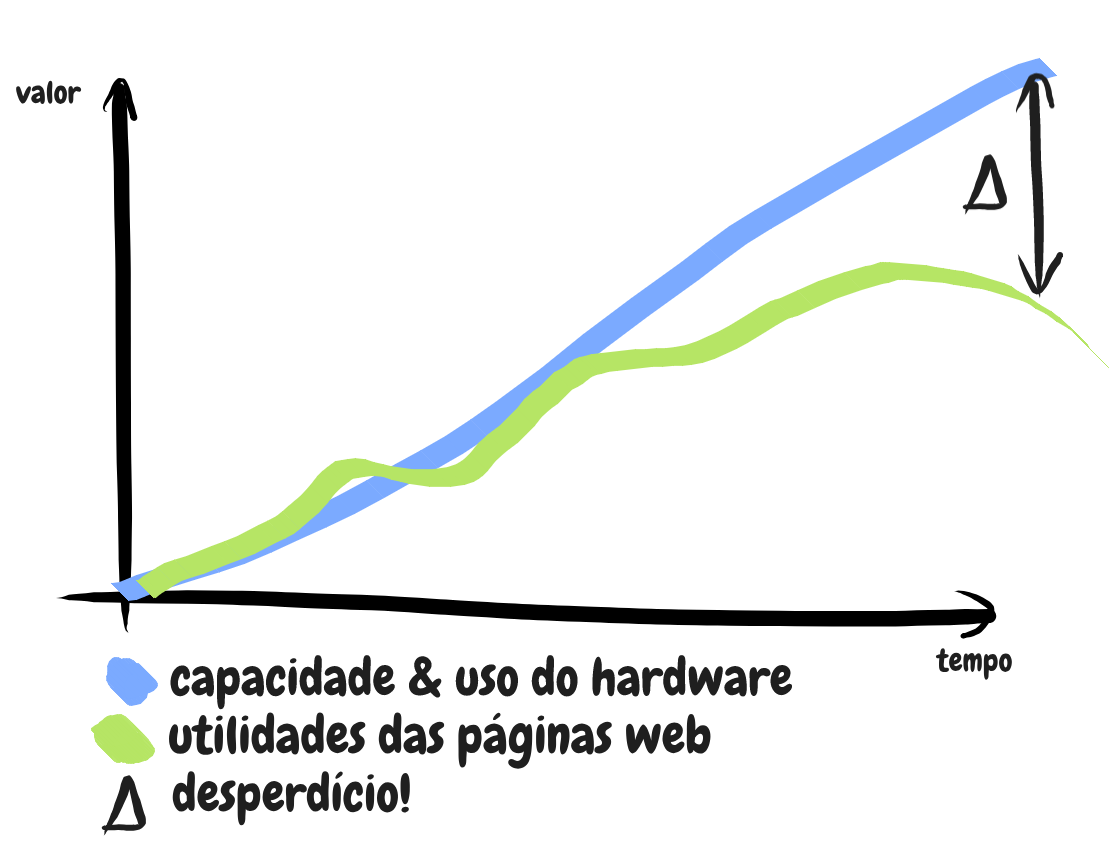 valor
Δ
tempo
capacidade & uso do hardware
utilidades das páginas web
Δ desperdício!